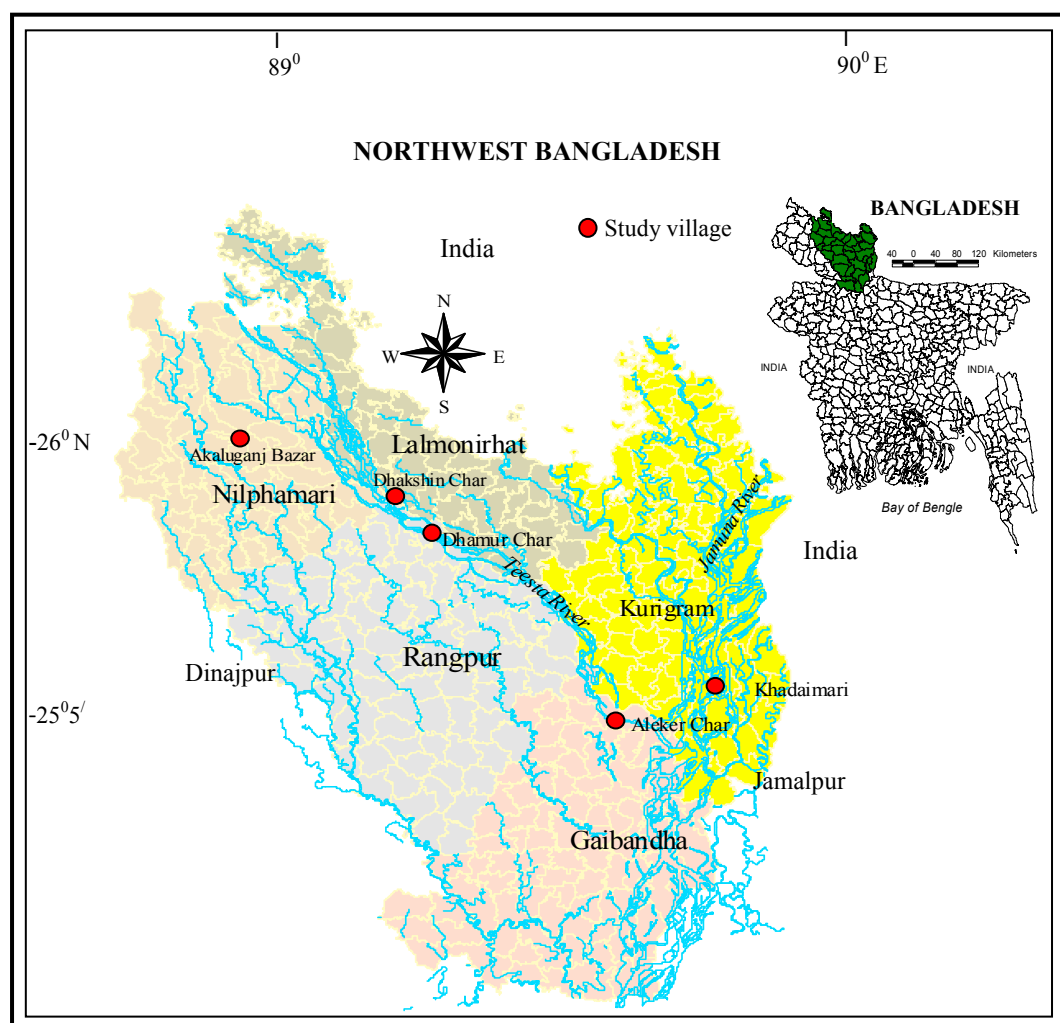 89⁰
90⁰ E
NORTHWEST BANGLADESH
Study village
India
BANGLADESH
40 0 40 80 120 Kilometers
INDIA
INDIA
Bay of Bengle
N
W E
S
-26⁰ N
Akaluganj Bazar
Lalmonirhat
Dhakshin Char
Nilphamari
Dhamur Char
Teesta River
Jamuna River
India
Kurigram
Rangpur
Dinajpur
Khadaimari
-25⁰5/
Aleker Char
Jamalpur
Gaibandha